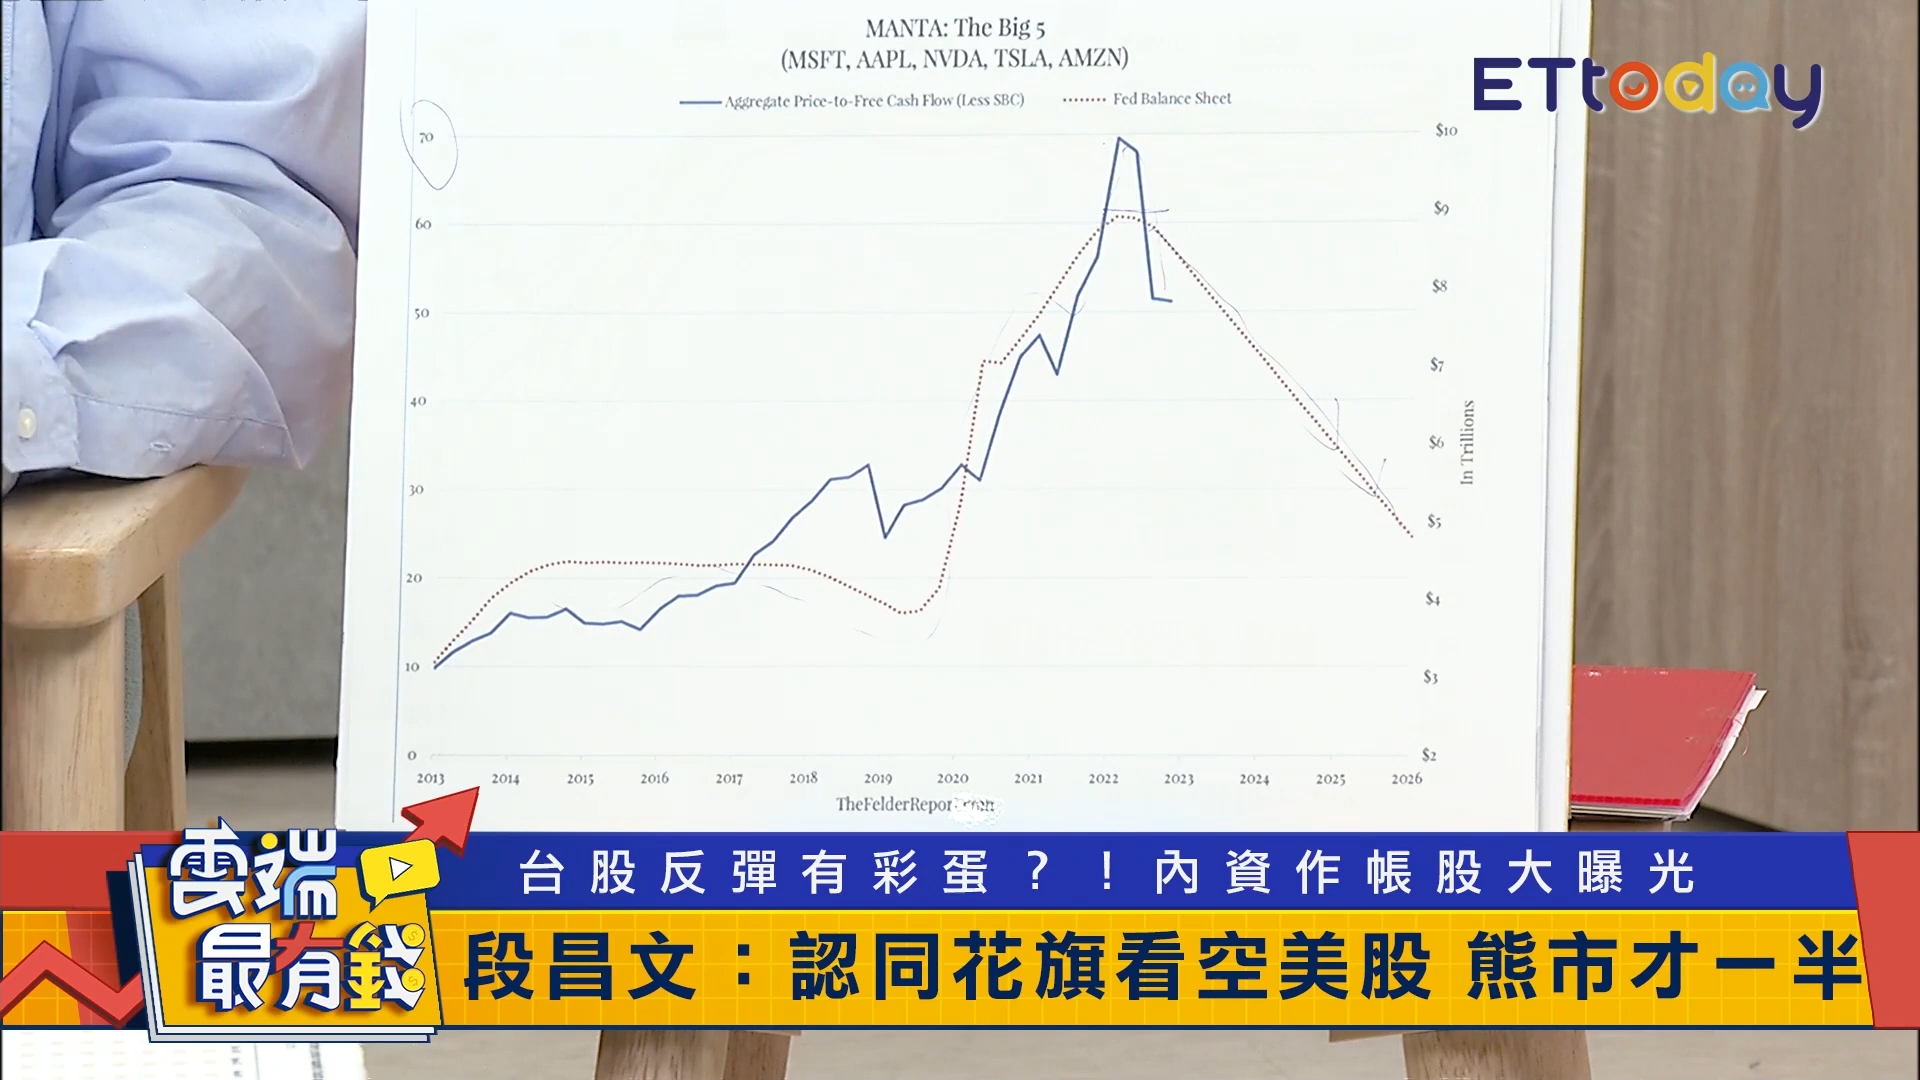 MANTA: The Big 5
(MSFT, AAPL, NVDA, TSLA, AMZN)
Aggregate Price-to-Free Cash Flow (Less SBC)
Fed Balance Sheet
ETtoday
70
60
50
40
30
20
10
0
$10
$9
$8
$7
$6
$5
$4
$3
$2
In Trillions
2013 2014 2015 2016 2017 2018 2019 2020 2021 2022 2023 2024 2025 2026
雲端
最有錢
台股反彈有彩蛋？！內資作帳股大曝光
段昌文：認同花旗看空美股 熊市才一半